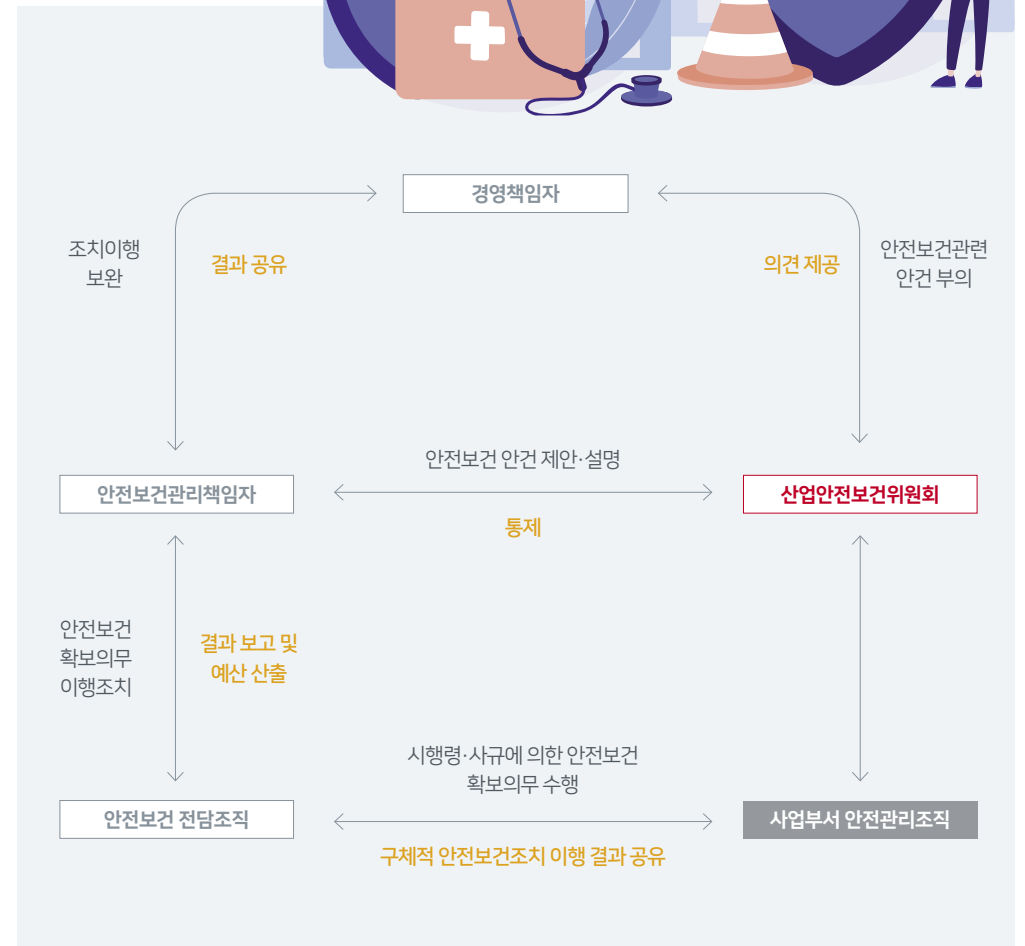 경영책임자
조치이행
보완
결과 공유
의견 제공
안전보건관련
안건 부의
안전보건 안건 제안·설명
안전보건관리책임자
산업안전보건위원회
통제
안전보건
확보의무
이행조치
결과 보고 및
예산 산출
시행령·사규에 의한 안전보건
확보의무 수행
안전보건 전담조직
사업부서 안전관리조직
구체적 안전보건조치 이행 결과 공유